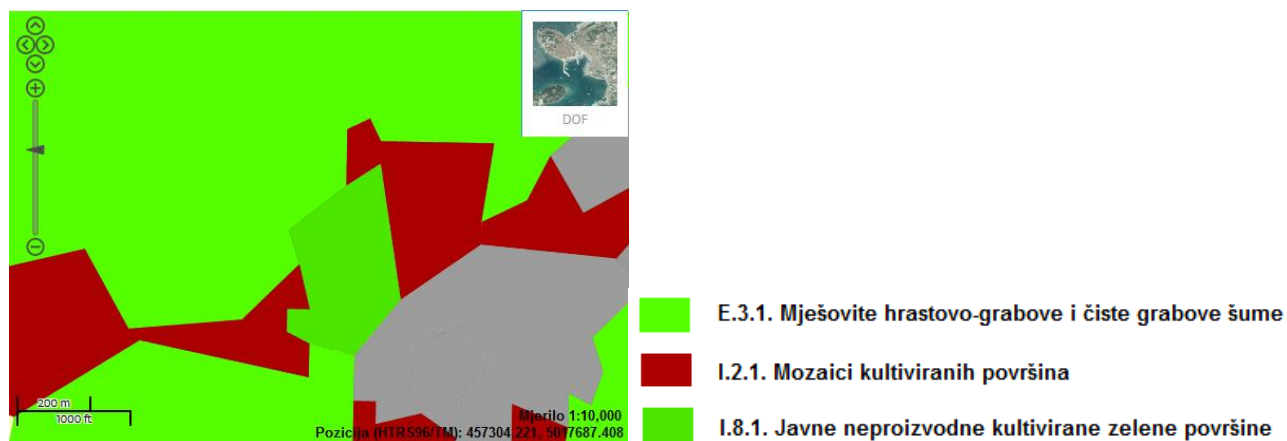 DOF
E.3.1. Mješovite hrastovo-grabove i čiste grabove šume
I.2.1. Mozaici kultiviranih površina
I.8.1. Javne neproizvodne kultivirane zelene površine
200 m
1000 ft
Mjerilo 1:10,000
Pozicija (HTRS96/TM): 457304.221, 5017687.408